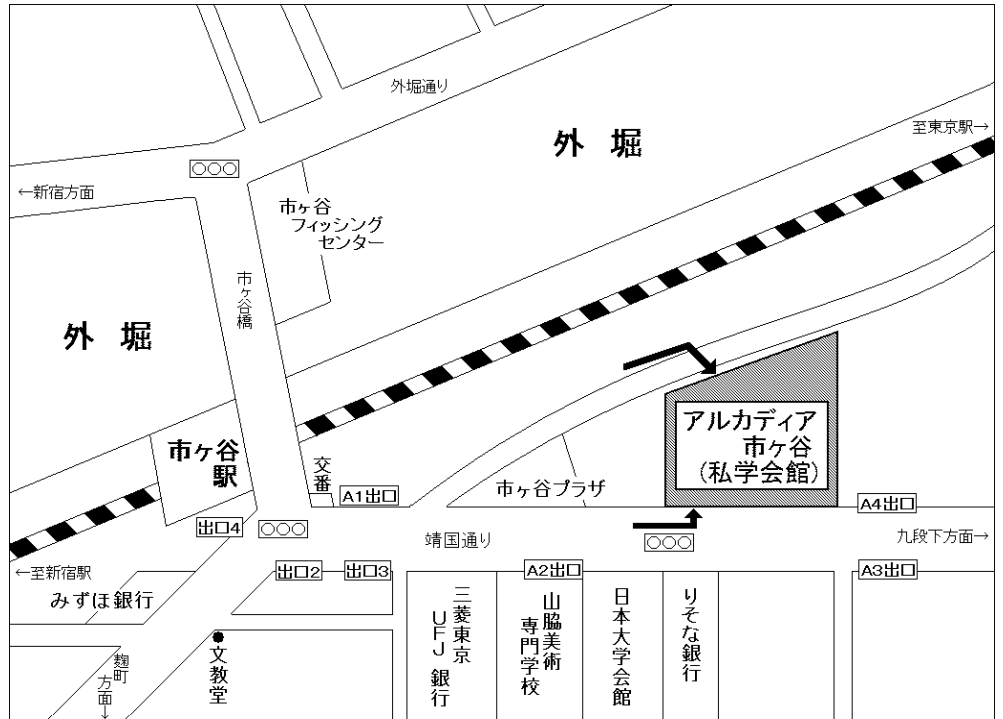 外堀通り
外 堀
至東京駅→
←新宿方面
市ヶ谷
フィッシング
センター
市ヶ谷橋
外 堀
アルカディア
市ヶ谷
(私学会館)
市ヶ谷
駅
交番
A1出口
市ヶ谷プラザ
A4出口
出口4
靖国通り
九段下方面→
←至新宿駅
出口2
出口3
A2出口
A3出口
みずほ銀行
三菱東京
UFJ 銀行
山脇美術
専門学校
日本大学会館
りそな銀行
文教堂
麹町
方面→